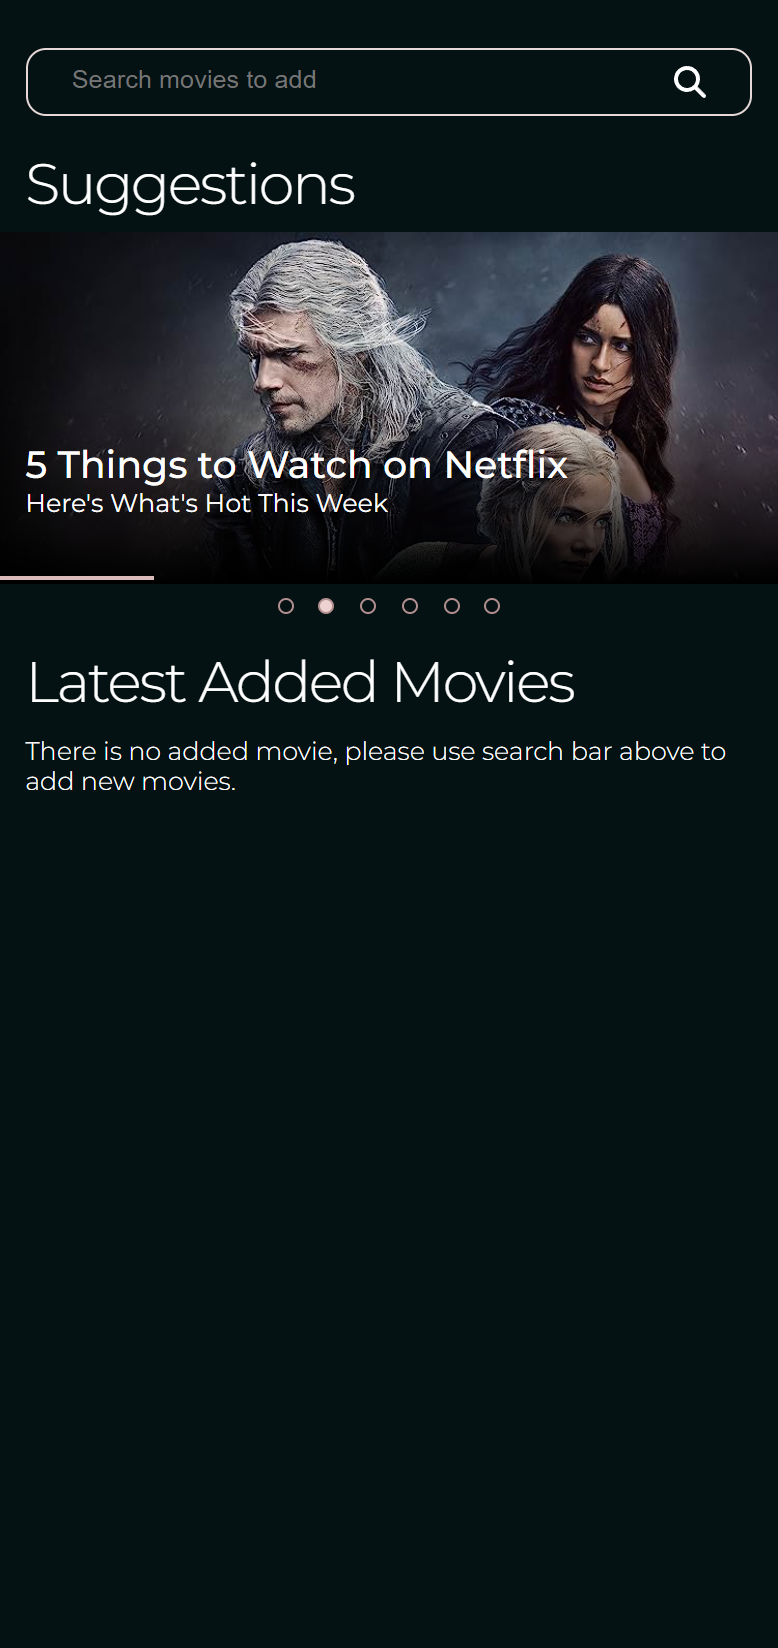 Search movies to add
Suggestions
5 Things to Watch on Netflix
Here's What's Hot This Week
Latest Added Movies
There is no added movie, please use search bar above to
add new movies.